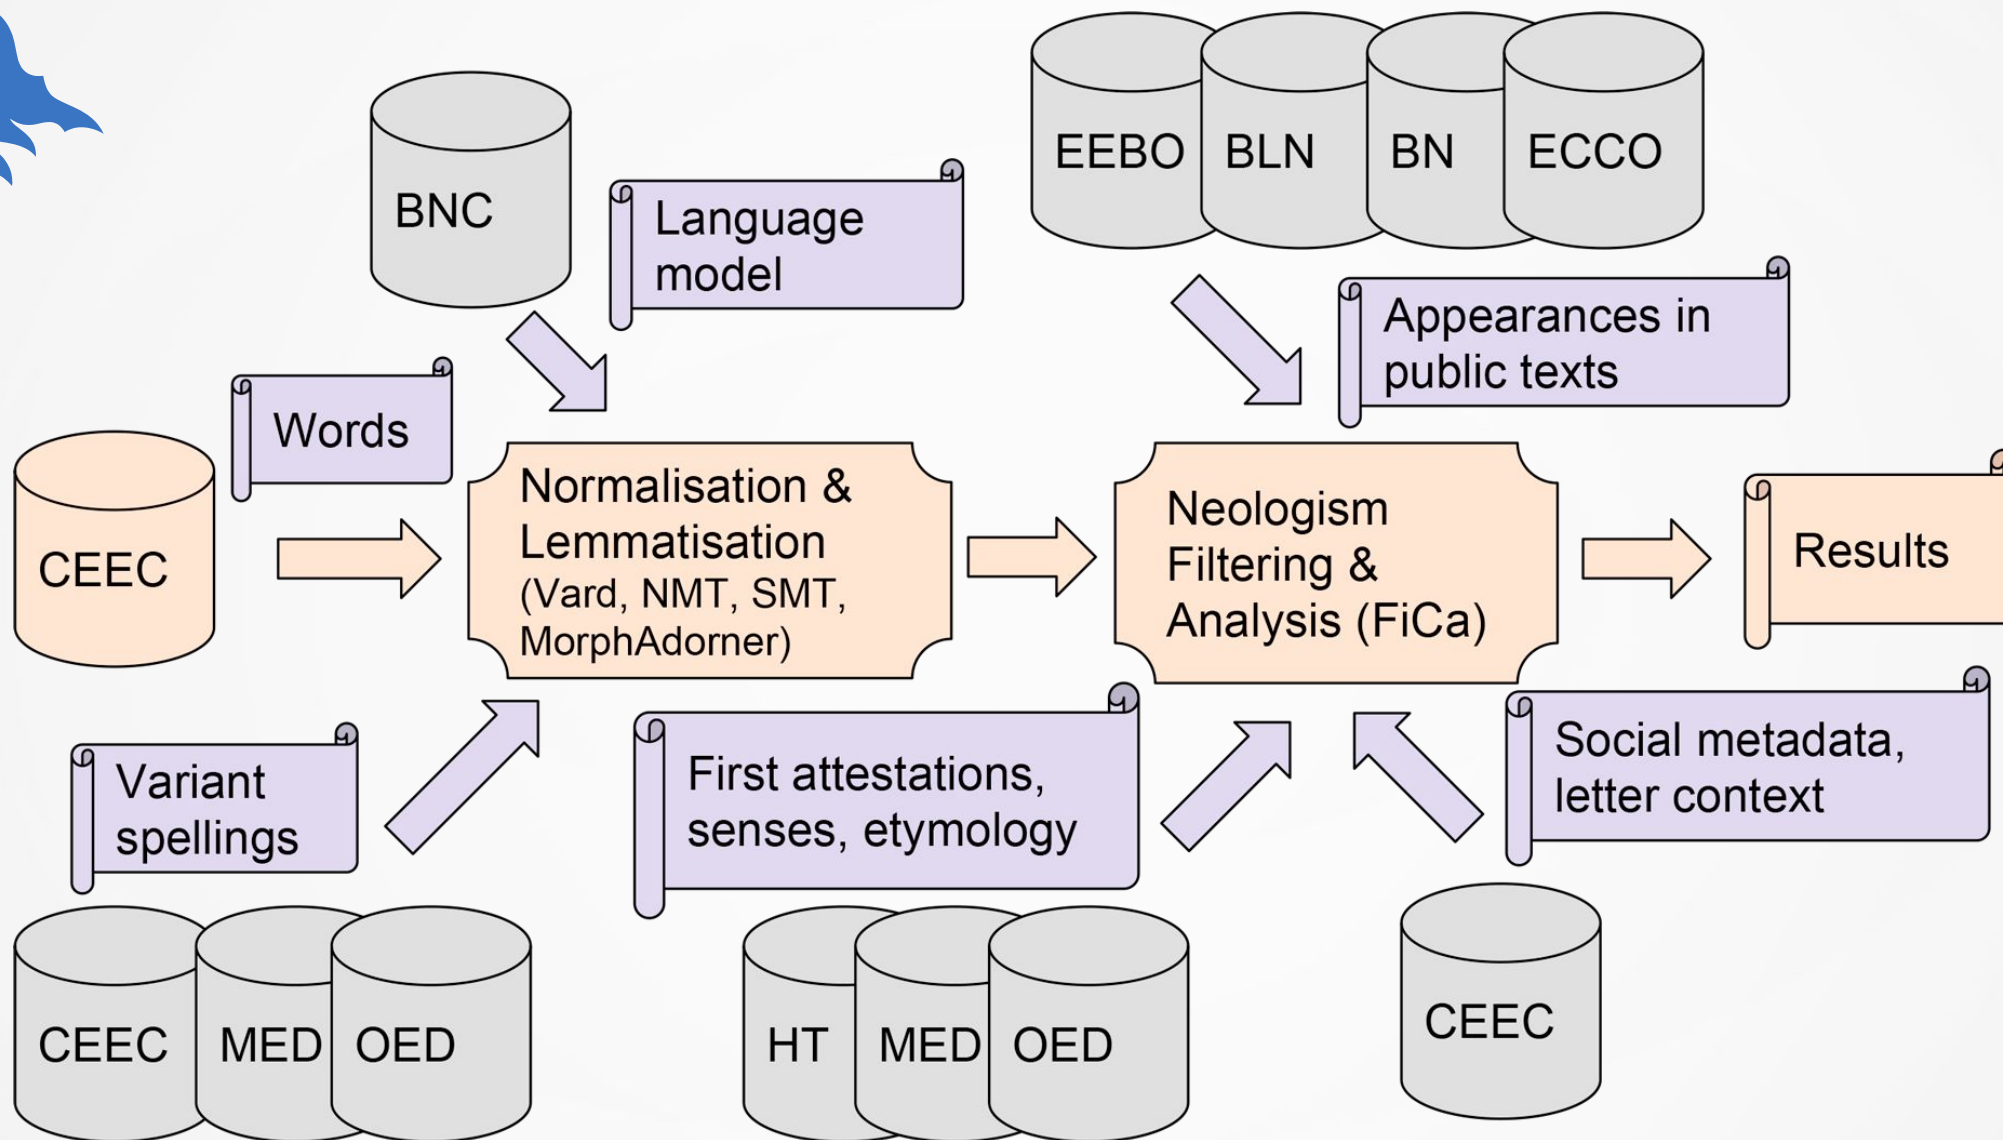 EEBO
BLN
BN
ECCO
BNC
Language
model
Appearances in
public texts
Words
CEEC
Normalisation &
Lemmatisation
(Vard, NMT, SMT,
MorphAdorner)
Neologism
Filtering &
Analysis (FiCa)
Results
Variant
spellings
First attestations,
senses, etymology
Social metadata,
letter context
CEEC
MED
OED
HT
MED
OED
CEEC